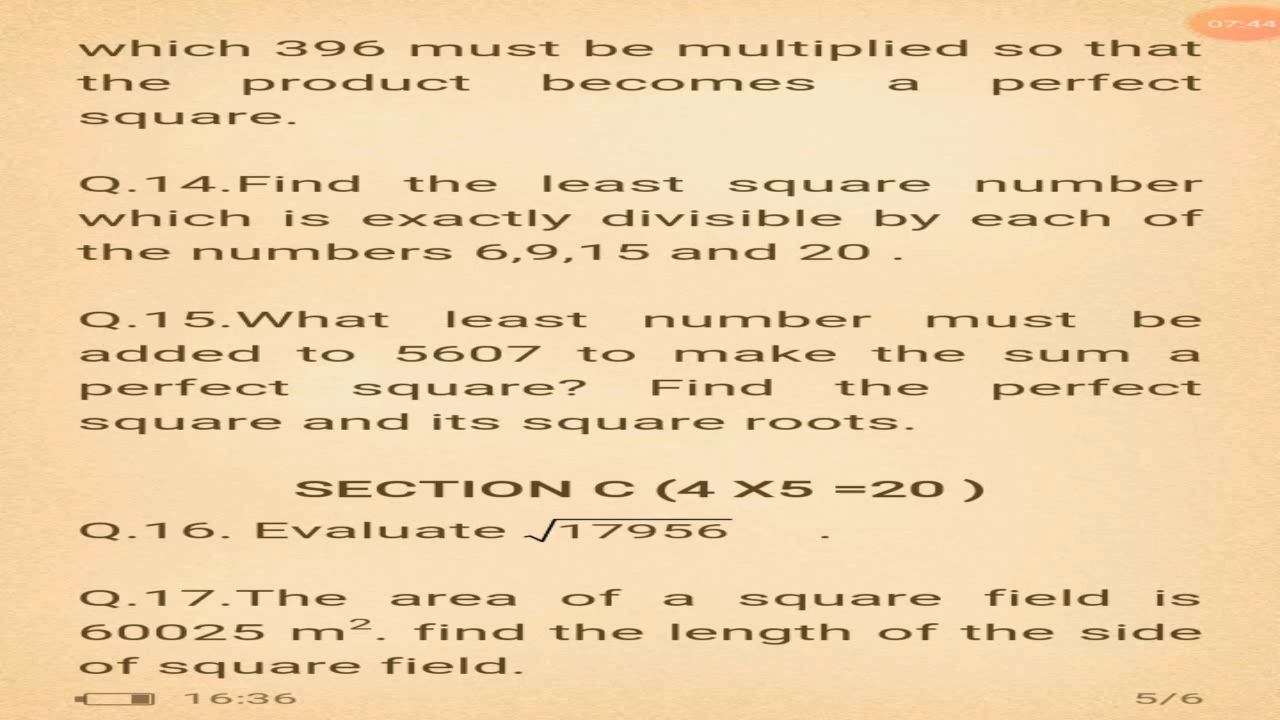 07:44
which 396 must be multiplied so that
the product becomes a perfect
square.
Q.14.Find the least square number
which is exactly divisible by each of
the numbers 6,9,15 and 20 .
Q.15.What least number must be
added to 5607 to make the sum a
perfect square? Find the perfect
square and its square roots.
SECTION C (4 X5 =20 )
Q.16. Evaluate √17956 .
Q.17.The area of a square field is
60025 m². find the length of the side
of square field.
16:36 5/6